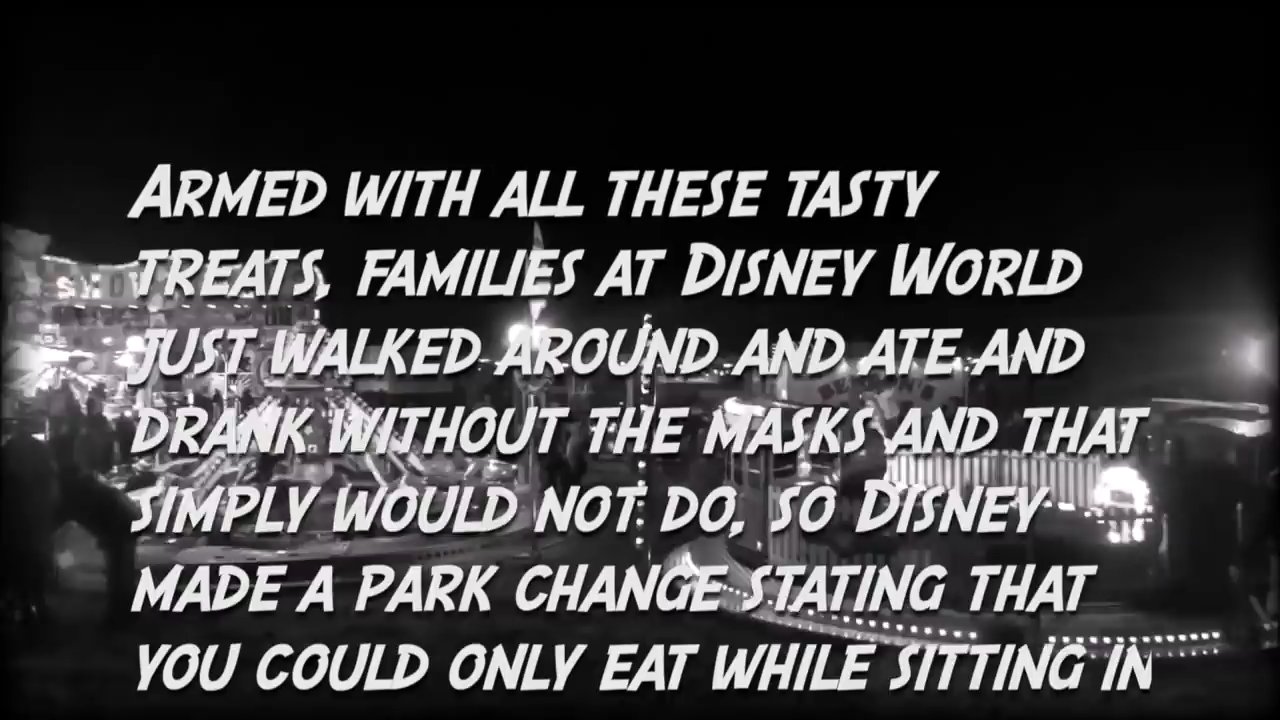 Armed with all these tasty
treats, families at Disney World
just walked around and ate and
drank without the masks and that
simply would not do, so Disney
made a park change stating that
you could only eat while sitting in